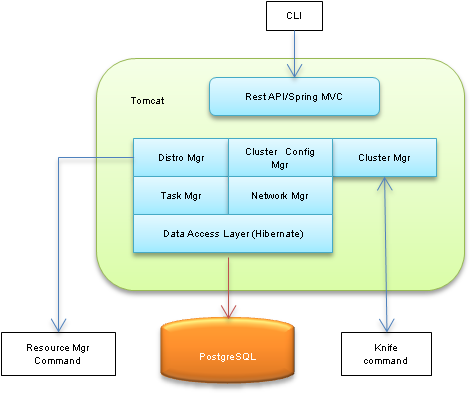 CLI
Rest API/Spring MVC
Tomcat
Distro Mgr
Cluster Config
Mgr
Cluster Mgr
Task Mgr
Network Mgr
Data Access Layer (Hibernate)
Resource Mgr
Command
PostgreSQL
Knife
command